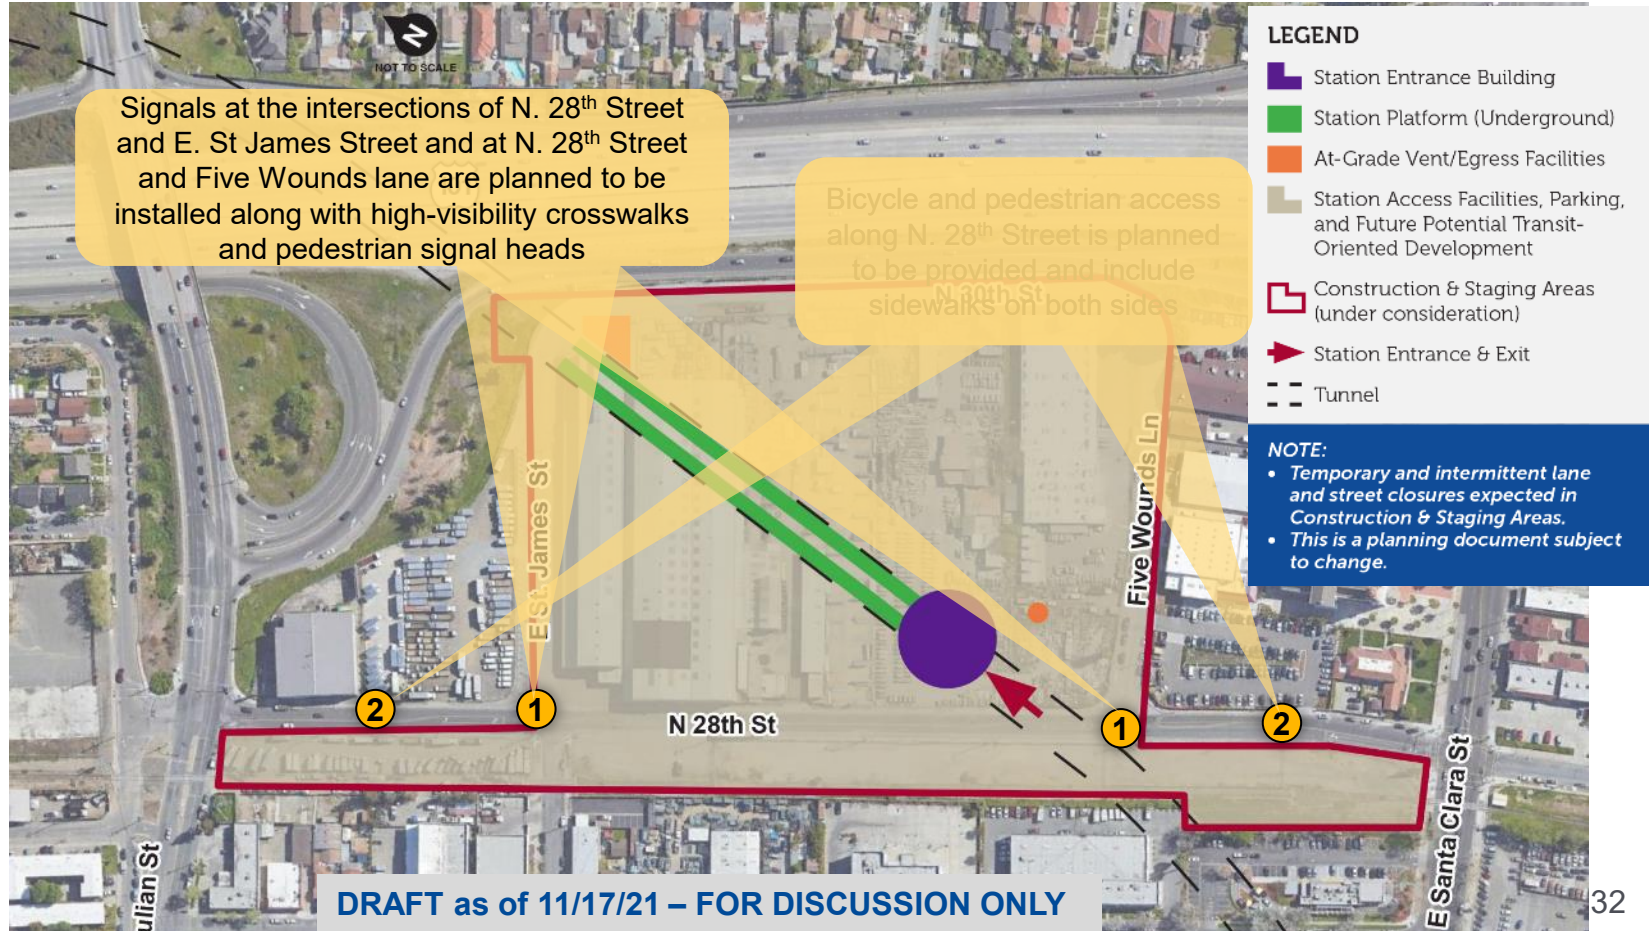 N
NOT TO SCALE
Signals at the intersections of N. 28th Street
and E. St James Street and at N. 28th Street
and Five Wounds lane are planned to be
installed along with high-visibility crosswalks
and pedestrian signal heads
Bicycle and pedestrian access
along N. 28th Street is planned
to be provided and include
sidewalks on both sides
N 30th St
E St. James St
Five Wounds Ln
2
1
N 28th St
1
2
ulian St
E Santa Clara St
LEGEND
Station Entrance Building
Station Platform (Underground)
At-Grade Vent/Egress Facilities
Station Access Facilities, Parking,
and Future Potential Transit-
Oriented Development
Construction & Staging Areas
(under consideration)
Station Entrance & Exit
Tunnel
NOTE:
• Temporary and intermittent lane
and street closures expected in
Construction & Staging Areas.
• This is a planning document subject
to change.
DRAFT as of 11/17/21 – FOR DISCUSSION ONLY
32